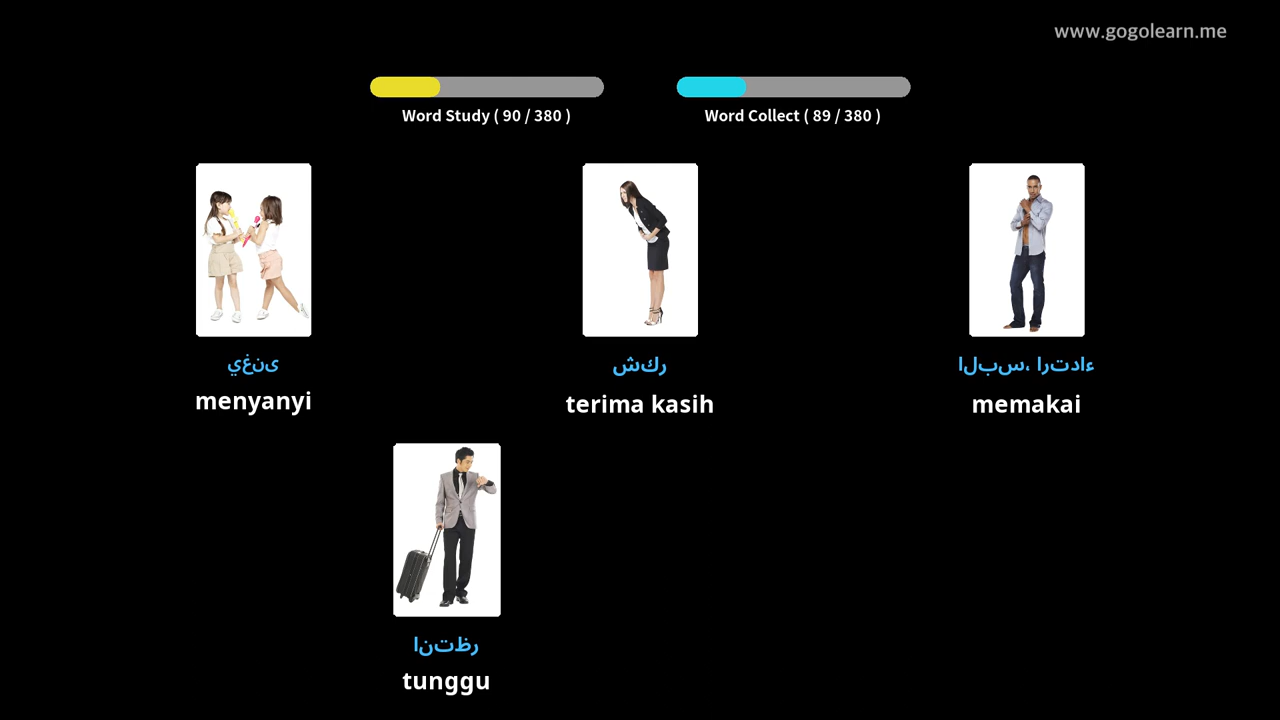 www.gogolearn.me
Word Study ( 90 / 380 )
Word Collect ( 89 / 380 )
يغنى
شكر
البس، ارتداء
menyanyi
terima kasih
memakai
انتظر
tunggu